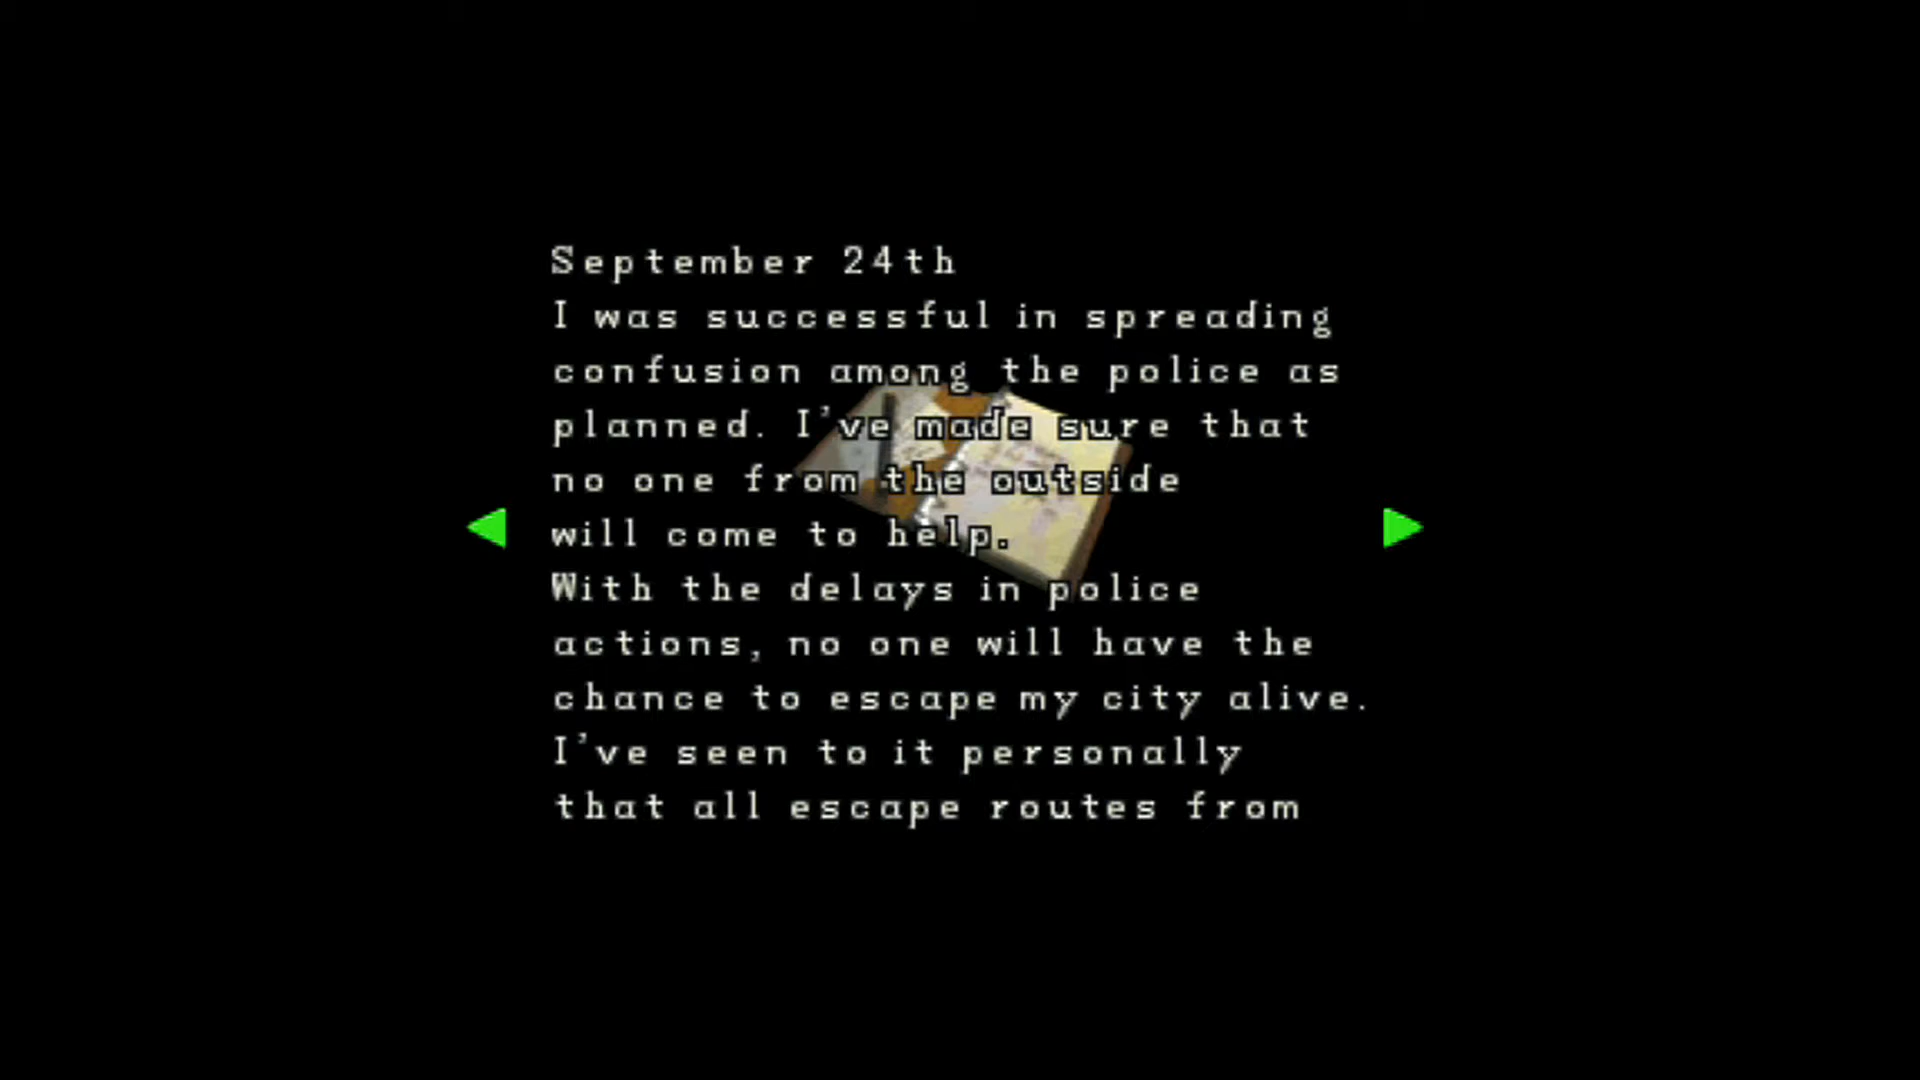 September 24th
I was successful in spreading
confusion among the police as
planned. I've made sure that
no one from the outside
will come to help.
With the delays in police
actions, no one will have the
chance to escape my city alive.
I've seen to it personally
that all escape routes from